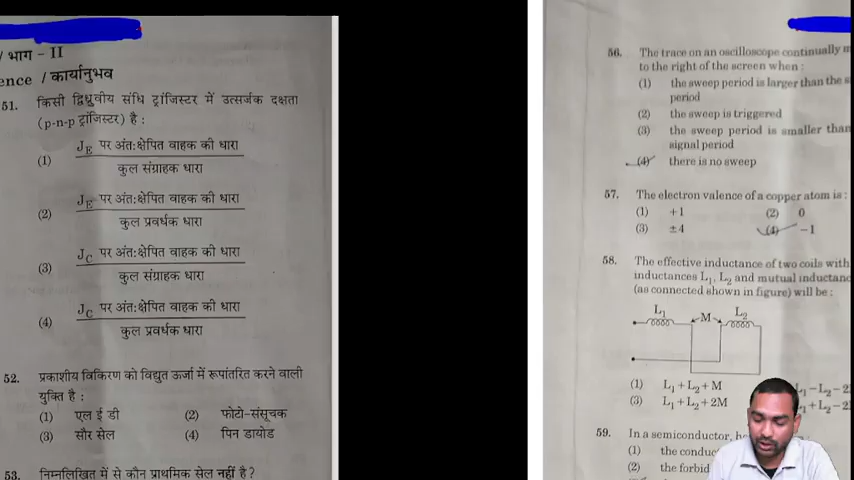 / भाग - II
ence / कार्यानुभव
51. किसी द्विध्रुवीय संधि ट्रांजिस्टर में उत्सर्जक दक्षता
(p-n-p ट्रांजिस्टर) है :
(1) J_E पर अंत:क्षेपित वाहक की धारा
कुल संग्राहक धारा
(2) J_E पर अंत:क्षेपित वाहक की धारा
कुल प्रवर्धक धारा
(3) J_C पर अंत:क्षेपित वाहक की धारा
कुल संग्राहक धारा
(4) J_C पर अंत:क्षेपित वाहक की धारा
कुल प्रवर्धक धारा
52. प्रकाशीय विकिरण को विद्युत ऊर्जा में रूपांतरित करने वाली
युक्ति है :
(1) एल ई डी (2) फोटो-संसूचक
(3) सौर सेल (4) पिन डायोड
53. निम्नलिखित में से कौन प्राथमिक सेल नहीं है ?
56. The trace on an oscilloscope continually m
to the right of the screen when :
(1) the sweep period is larger than the s
period
(2) the sweep is triggered
(3) the sweep period is smaller than
signal period
(4) there is no sweep
57. The electron valence of a copper atom is :
(1) +1 (2) 0
(3) ±4 (4) −1
58. The effective inductance of two coils with
inductances L₁, L₂ and mutual inductanc
(as connected shown in figure) will be :
L₁ M L₂
(1) L₁ + L₂ + M L₁ − L₂ − 2
(3) L₁ + L₂ + 2M L₁ + L₂ − 2
59. In a semiconductor, h
(1) the conduc
(2) the forbid